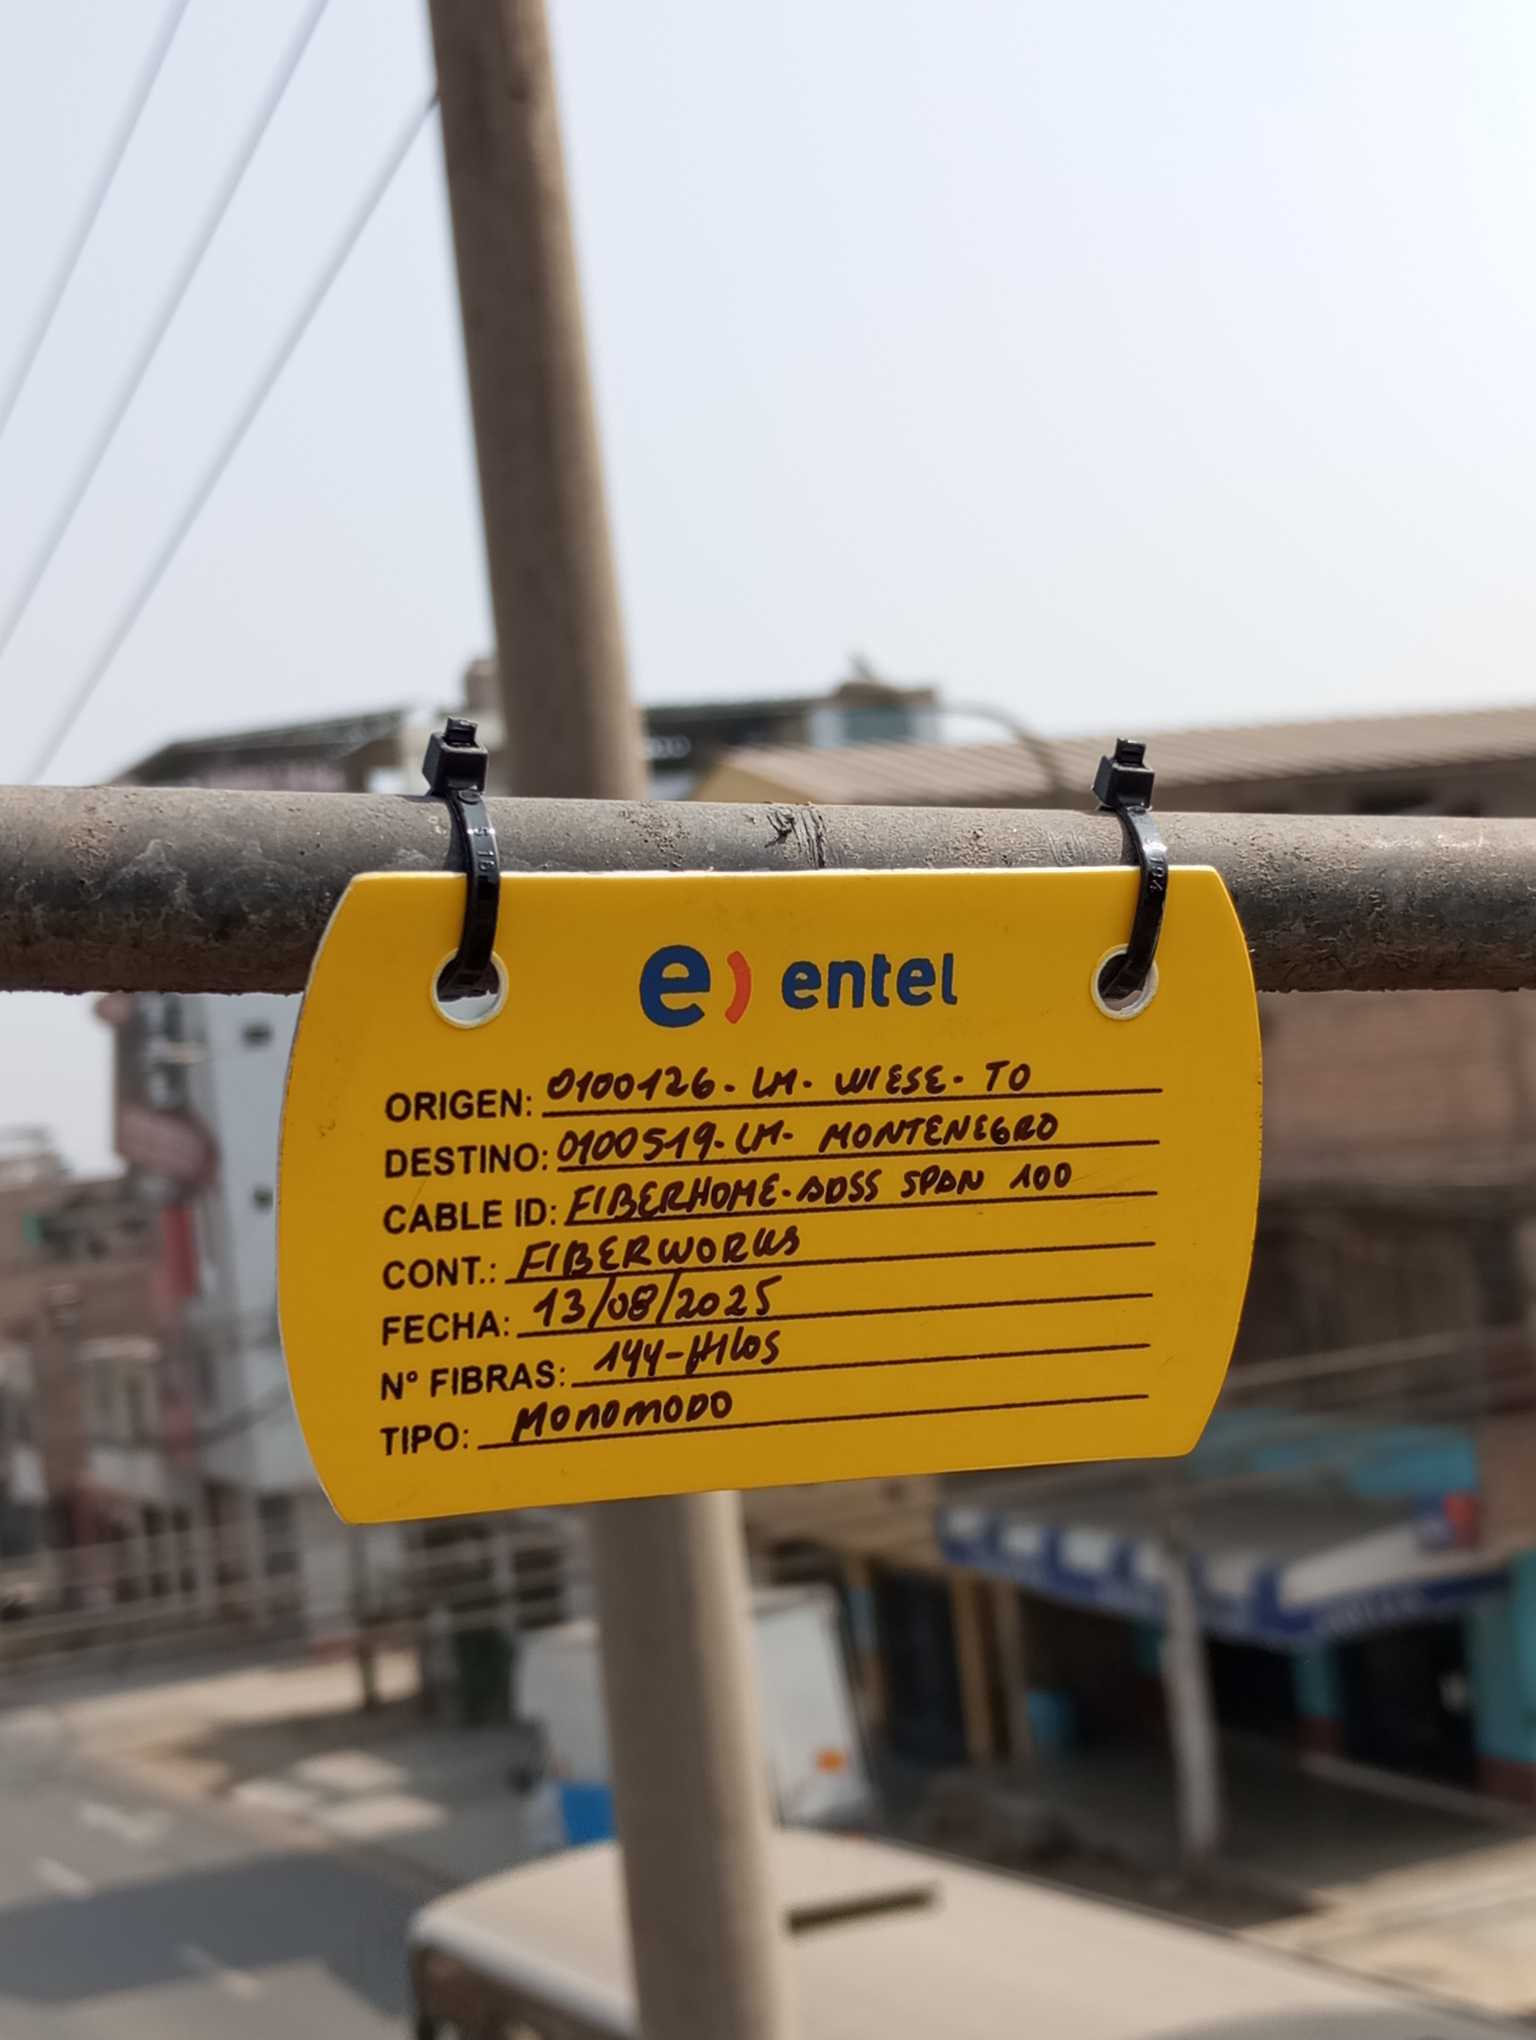 e) entel
ORIGEN: 0100126-LM-WIESE-TO
DESTINO: 0100519-LM-MONTENEGRO
CABLE ID: FIBERHOME-ADSS SPAN 100
CONT.: FIBERWORKS
FECHA: 13/08/2025
N° FIBRAS: 144-HILOS
TIPO: MONOMODO